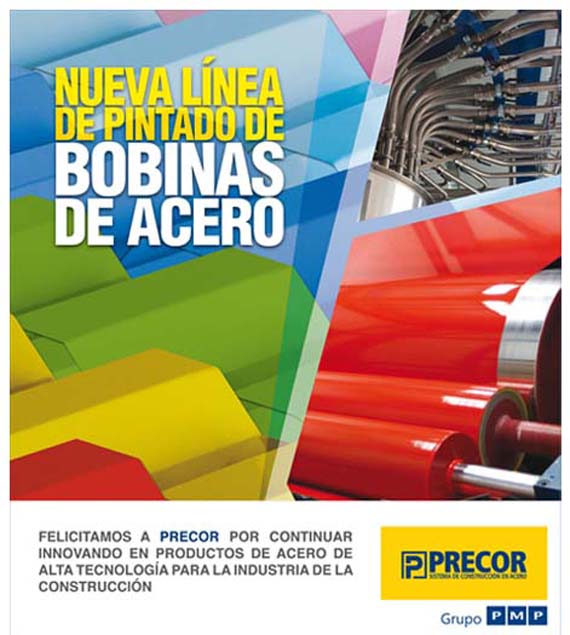 NUEVA LÍNEA
DE PINTADO DE
BOBINAS
DE ACERO
FELICITAMOS A PRECOR POR CONTINUAR
INNOVANDO EN PRODUCTOS DE ACERO DE
ALTA TECNOLOGÍA PARA LA INDUSTRIA DE LA
CONSTRUCCIÓN
PRECOR
SISTEMA DE CONSTRUCCIÓN EN ACERO
Grupo PMP